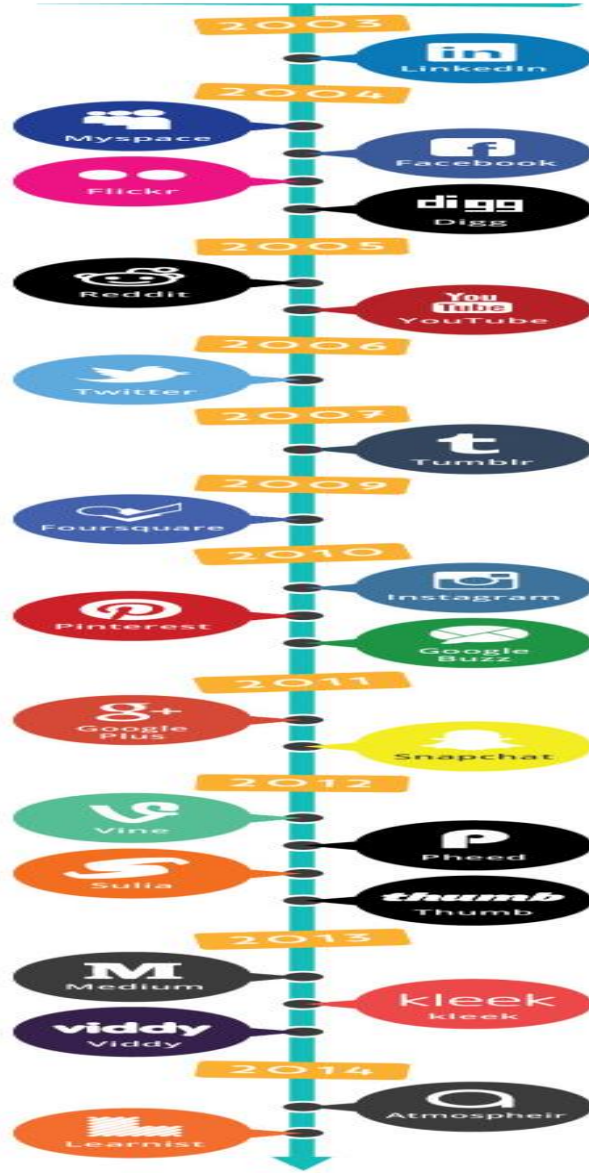 2003
in
LinkedIn
2004
Myspace
f
Facebook
Flickr
digg
Digg
2005
Reddit
You
Tube
YouTube
2006
Twitter
2007
t
Tumblr
2009
Foursquare
2010
Instagram
Pinterest
Google
Buzz
2011
g+
Google
Plus
Snapchat
2012
Vine
Pheed
Sulia
thumb
Thumb
2013
M
Medium
kleek
kleek
viddy
Viddy
2014
Atmospheir
Learnist